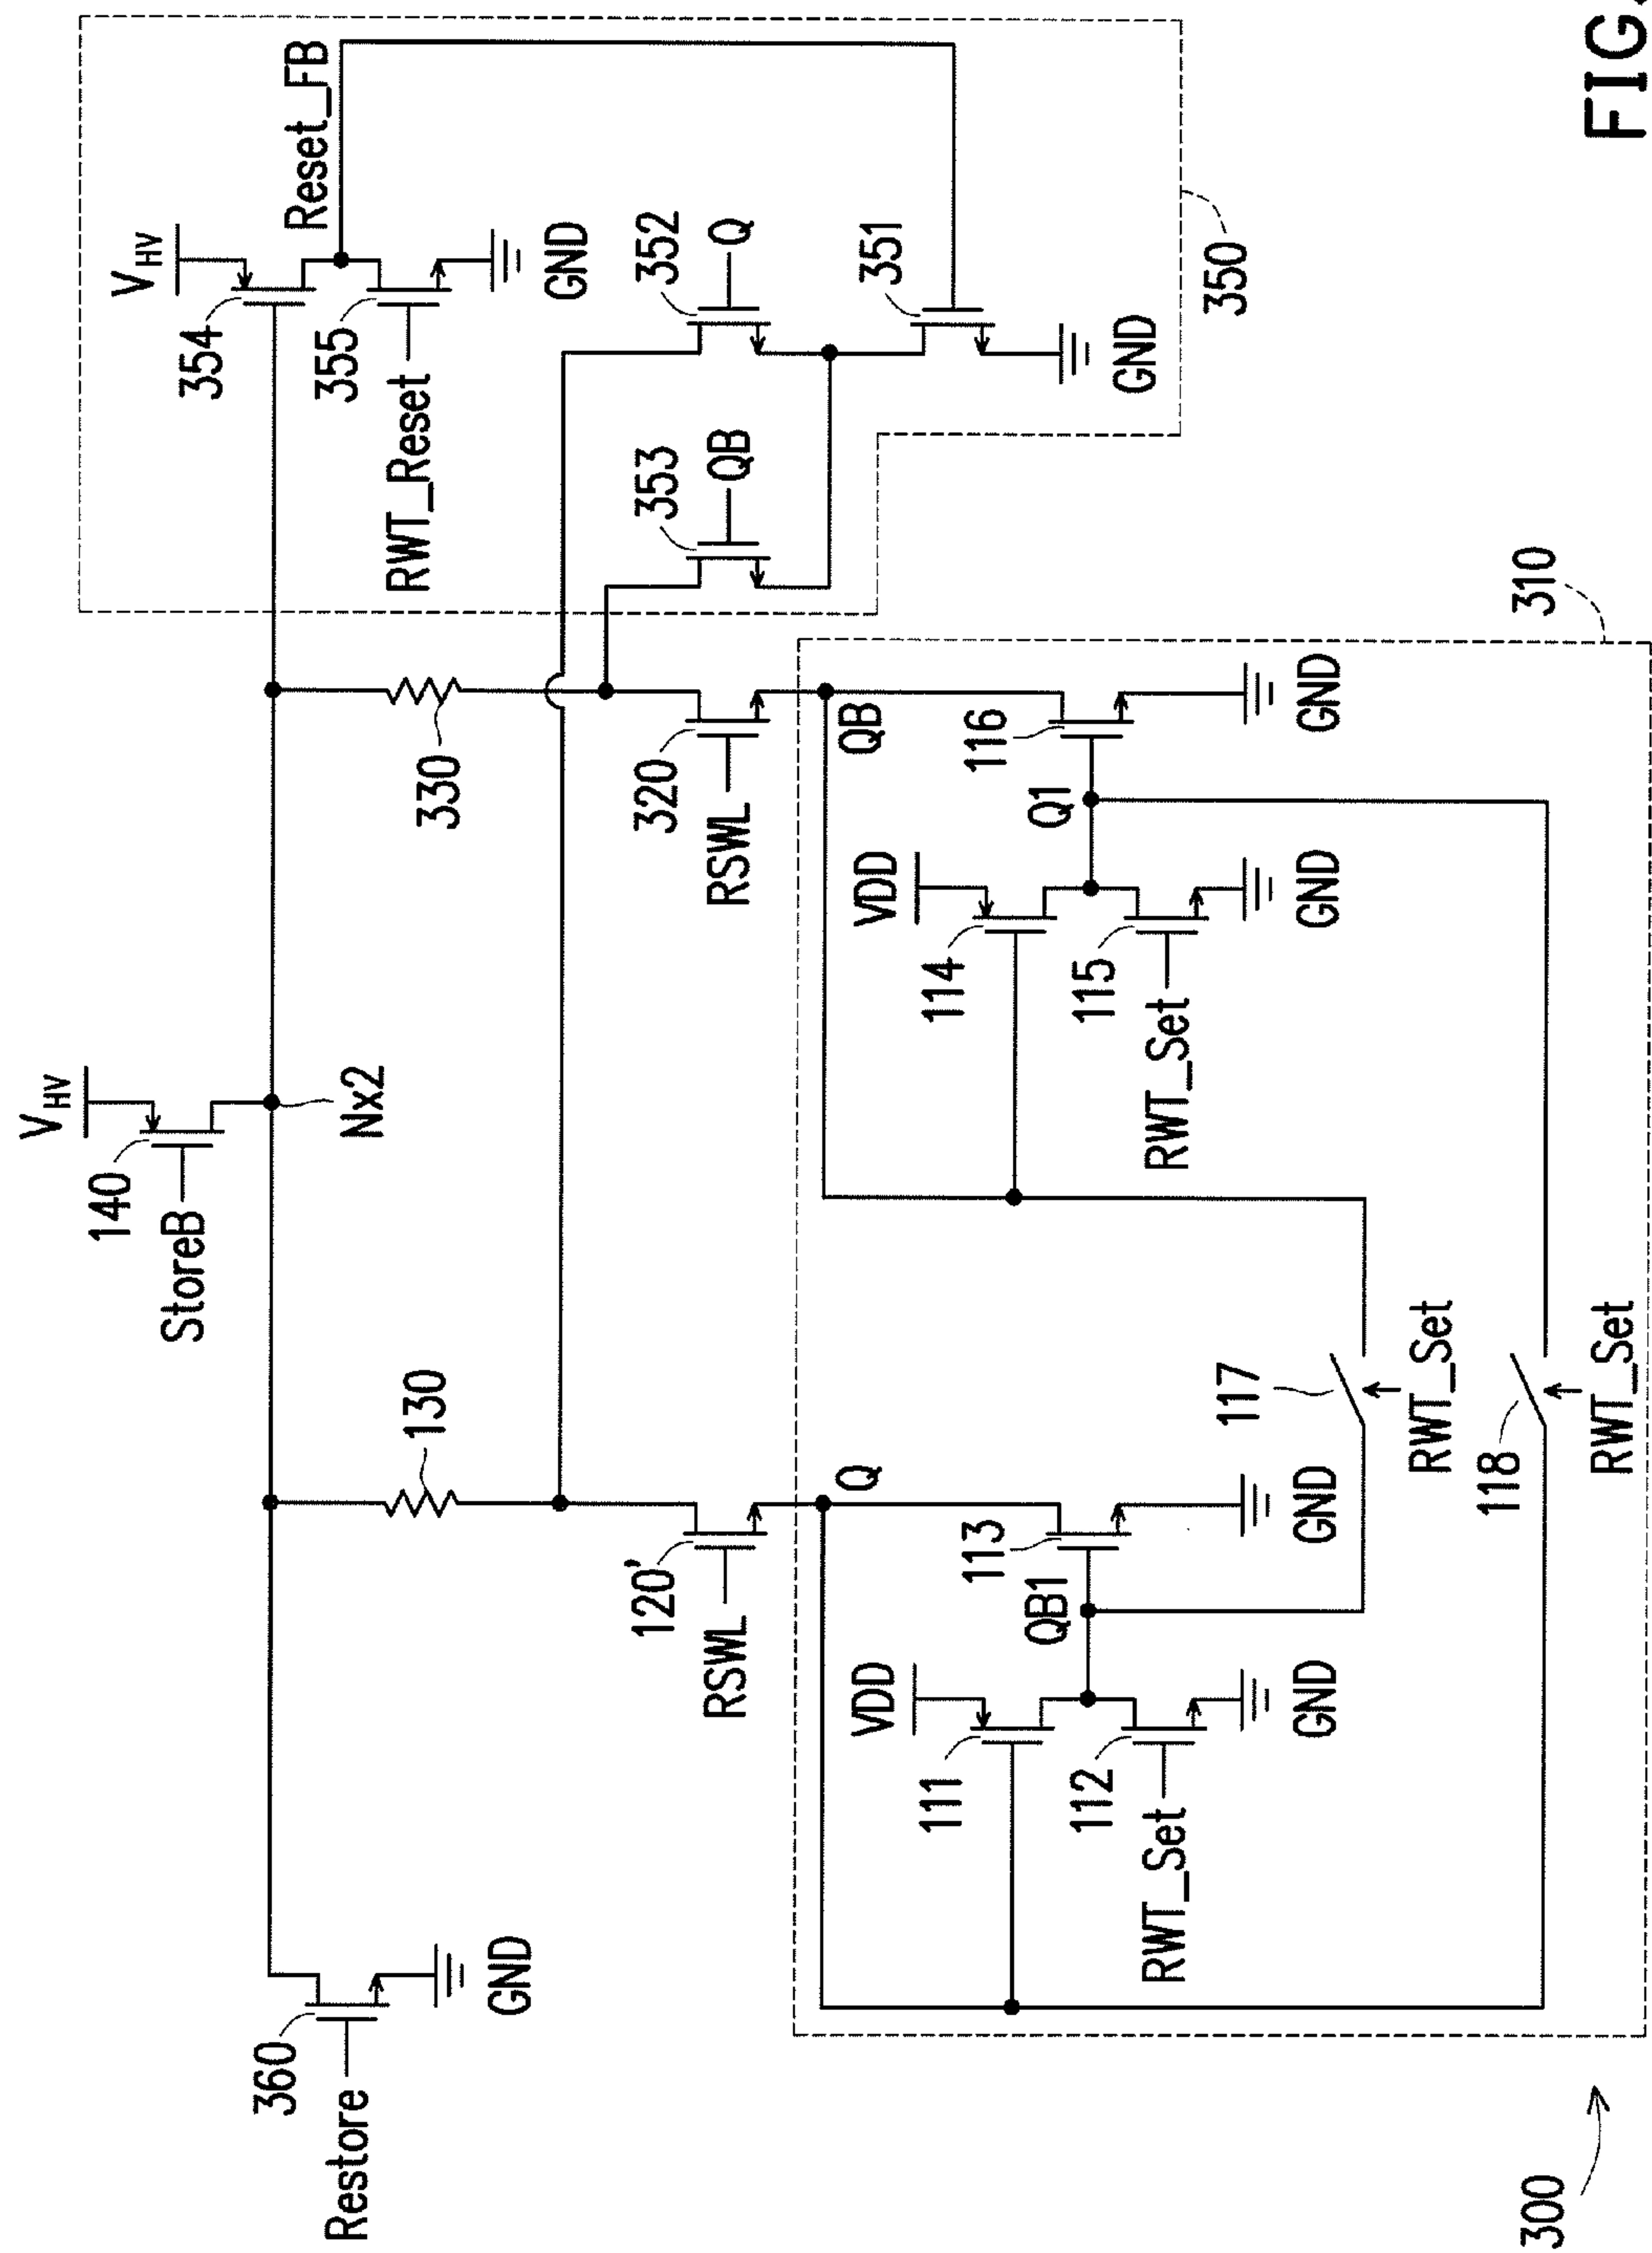 FIG.
V_HV
354
Reset_FB
355
RWT_Reset
GND
352
Q
353
QB
351
GND
350
V_HV
140
StoreB
Nx2
360
Restore
GND
130
330
120'
RSWL
320
RSWL
310
Q
QB
VDD
111
QB1
113
112
RWT_Set
GND
GND
VDD
114
Q1
116
115
RWT_Set
GND
GND
117
RWT_Set
118
RWT_Set
300